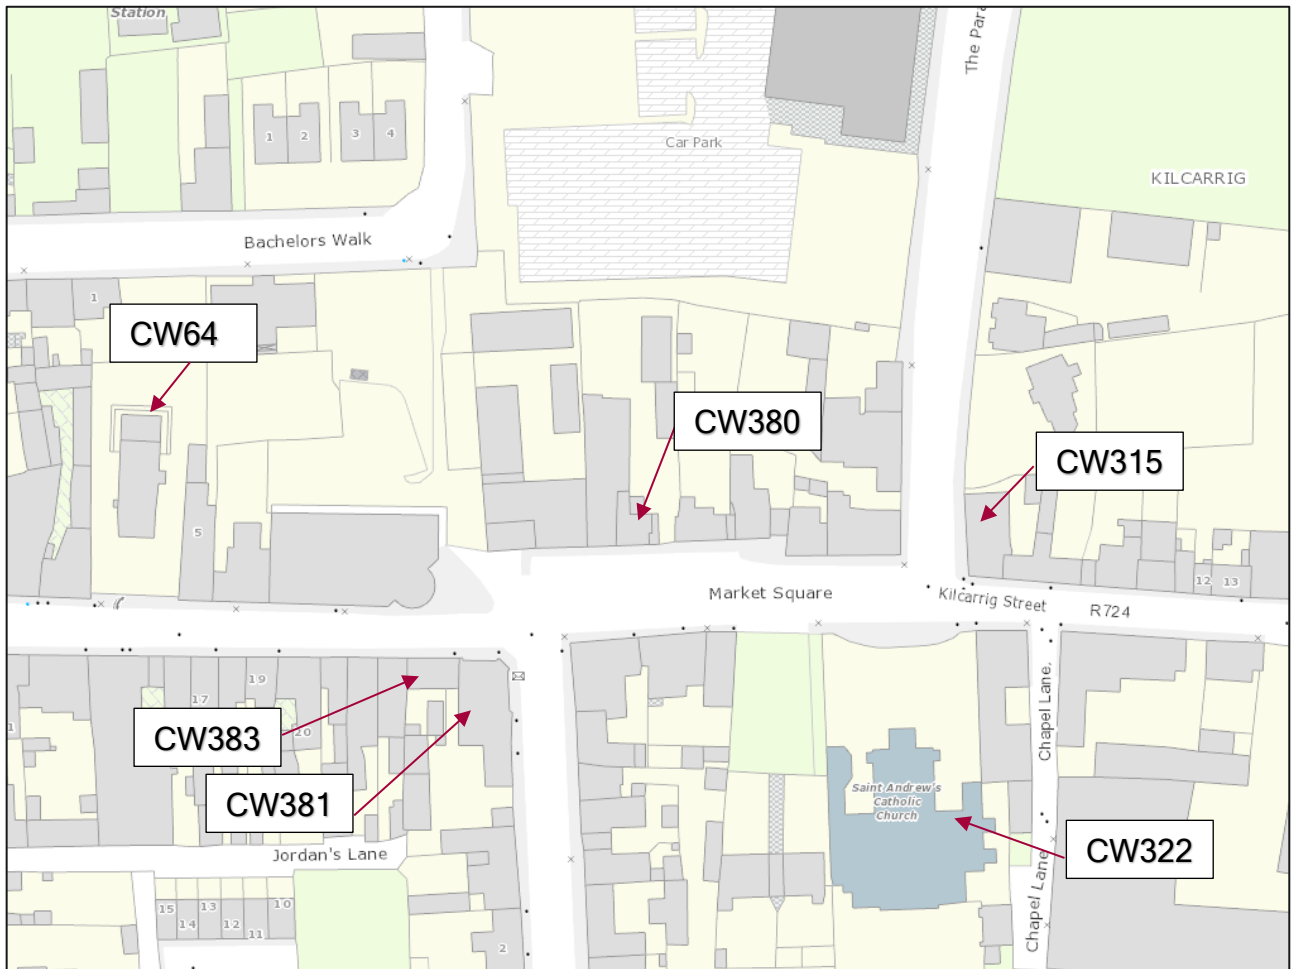 Station
The Para
1
2
3
4
Car Park
KILCARRIG
Bachelors Walk
1
CW64
CW380
CW315
5
Market Square
Kilcarrig Street
R724
12
13
Chapel Lane
19
17
20
CW383
CW381
Saint Andrew's
Catholic
Church
CW322
Jordan's Lane
Chapel Lane
15
14
13
12
11
10
2
1